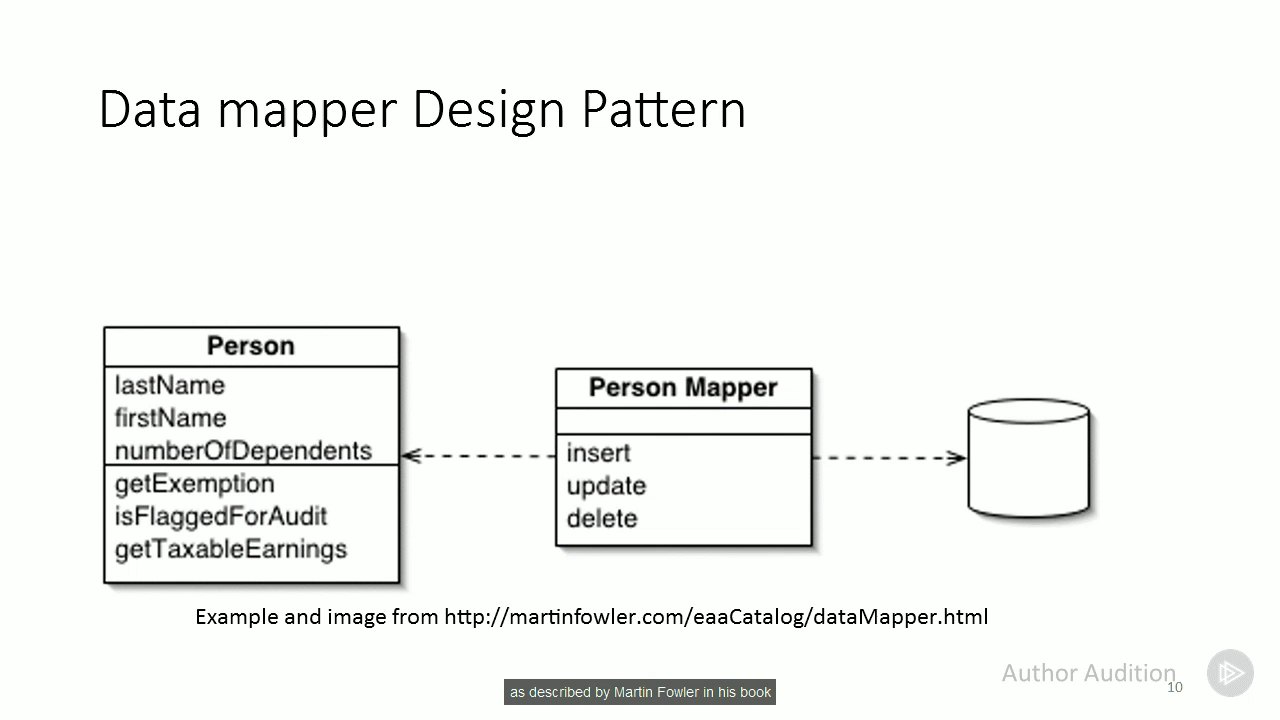 Data mapper Design Pattern
Person
lastName
firstName
numberOfDependents
getExemption
isFlaggedForAudit
getTaxableEarnings
Person Mapper
insert
update
delete
Example and image from http://martinfowler.com/eaaCatalog/dataMapper.html
Author Audition
10
as described by Martin Fowler in his book